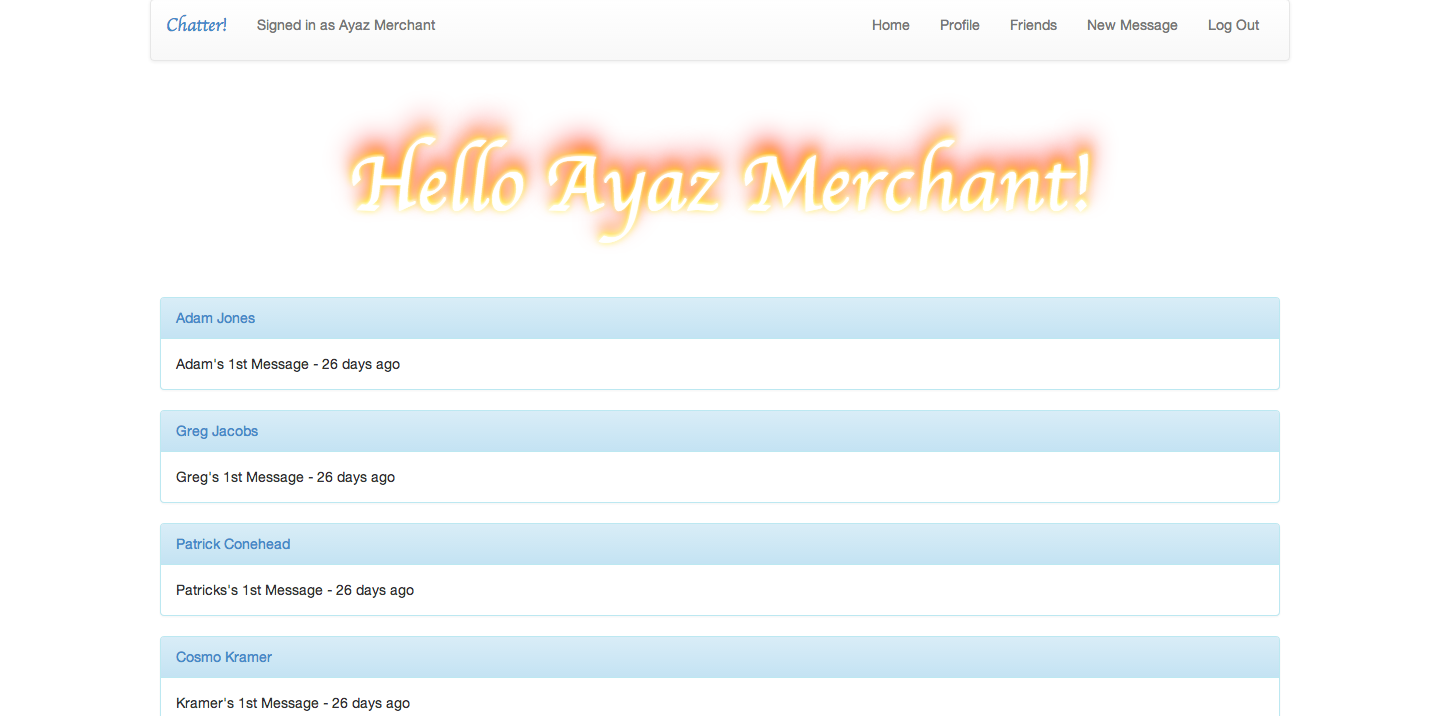 Chatter! Signed in as Ayaz Merchant Home Profile Friends New Message Log Out
Hello Ayaz Merchant!
Adam Jones
Adam's 1st Message - 26 days ago
Greg Jacobs
Greg's 1st Message - 26 days ago
Patrick Conehead
Patricks's 1st Message - 26 days ago
Cosmo Kramer
Kramer's 1st Message - 26 days ago